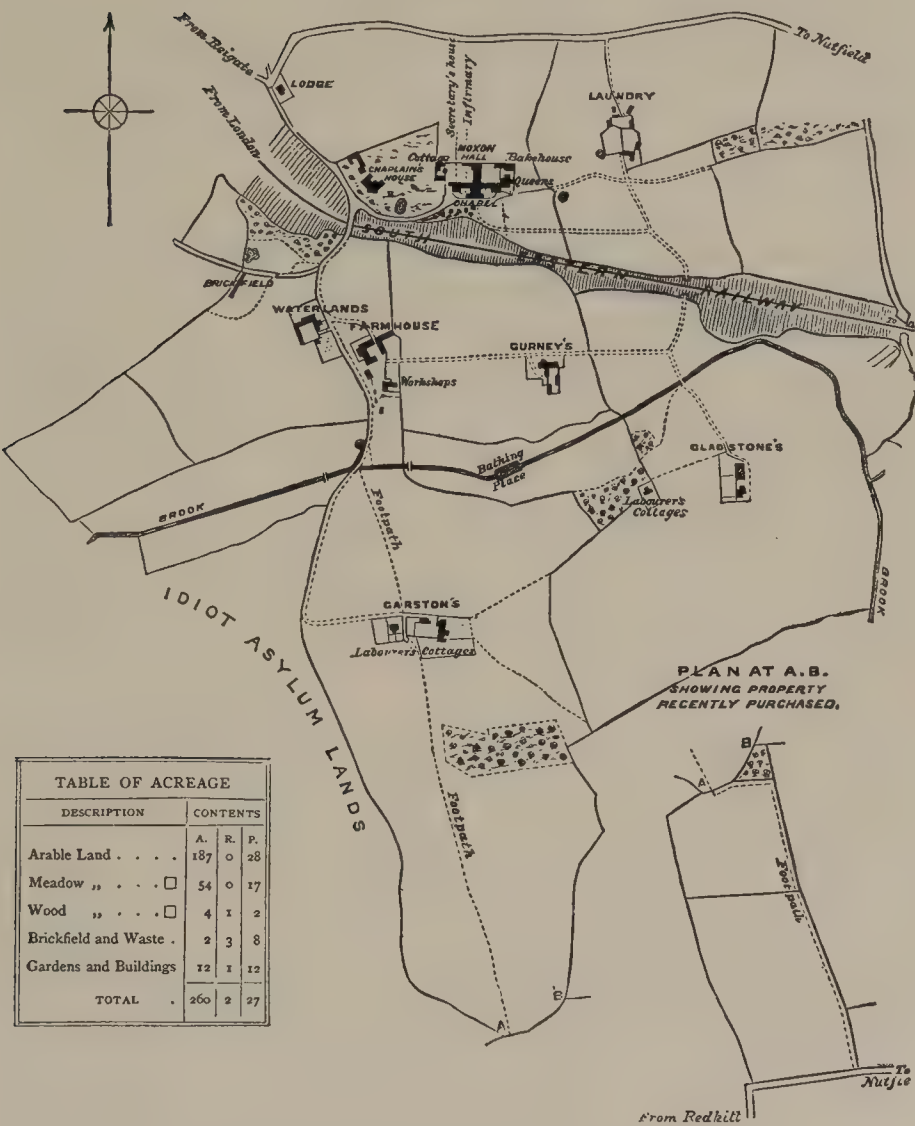 From Reigate
To Nutfield
From London
LODGE
Secretary's house
Infirmary
LAUNDRY
MOXON
HALL
Cottage
Bakehouse
CHAPLAINS
HOUSE
Queens
CHAPEL
SOUTH
RAILWAY
To
BRICKFIELD
WATERLANDS
FARMHOUSE
GURNEY'S
Workshops
GLADSTONE'S
Bathing
Place
Labourer's
Cottages
BROOK
Footpath
BROOK
IDIOT ASYLUM LANDS
GARSTON'S
Labourer's Cottages
PLAN AT A.B.
SHOWING PROPERTY
RECENTLY PURCHASED.
B
A
Footpath
Footpath
B
A
To
Nutfie
From Redhill
TABLE OF ACREAGE
DESCRIPTION CONTENTS
A. R. P.
Arable Land . . . . 187 0 28
Meadow „ . . . □ 54 0 17
Wood „ . . . □ 4 1 2
Brickfield and Waste . 2 3 8
Gardens and Buildings 12 1 12
TOTAL . 260 2 27